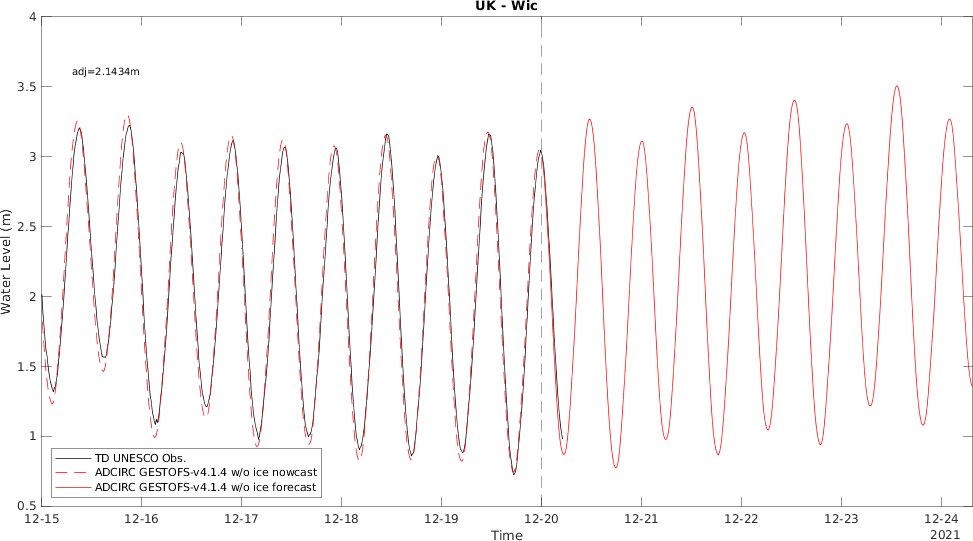 UK - Wic
4
adj=2.1434m
3.5
3
2.5
Water Level (m)
2
1.5
1
TD UNESCO Obs.
ADCIRC GESTOFS-v4.1.4 w/o ice nowcast
ADCIRC GESTOFS-v4.1.4 w/o ice forecast
0.5
12-15 12-16 12-17 12-18 12-19 12-20 12-21 12-22 12-23 12-24
Time
2021